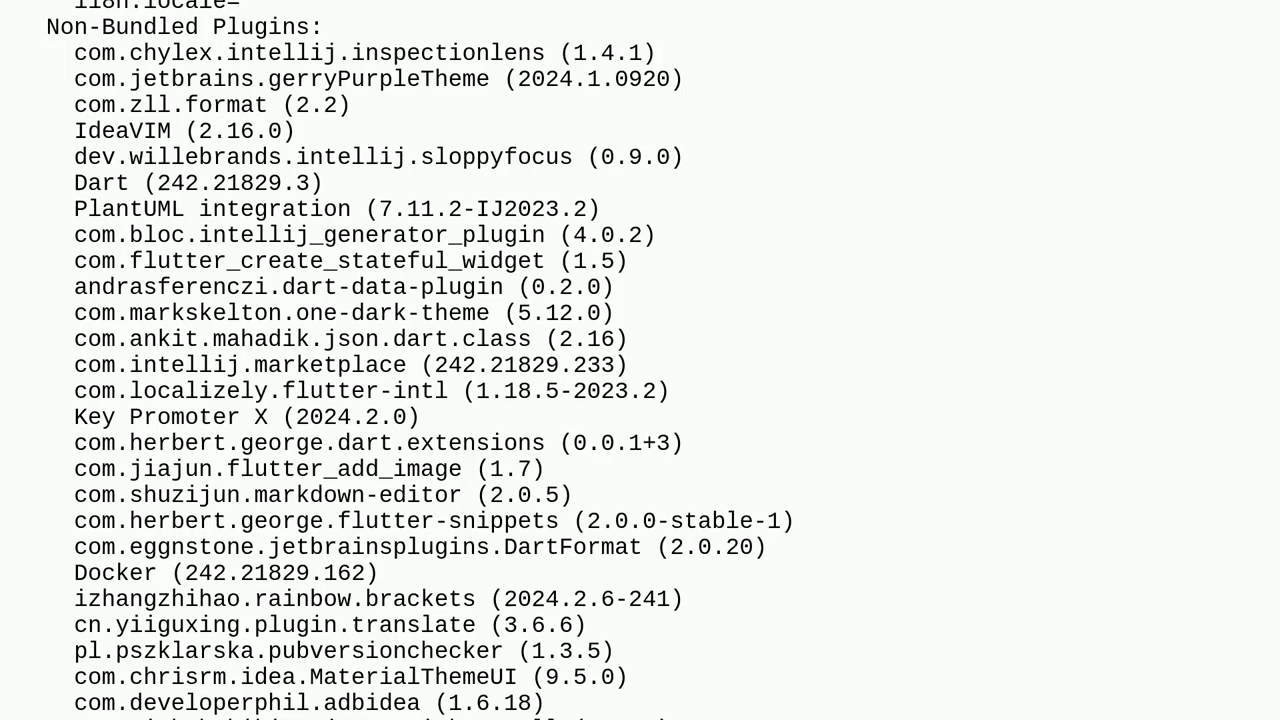 i18n.locale=
Non-Bundled Plugins:
com.chylex.intellij.inspectionlens (1.4.1)
com.jetbrains.gerryPurpleTheme (2024.1.0920)
com.zll.format (2.2)
IdeaVIM (2.16.0)
dev.willebrands.intellij.sloppyfocus (0.9.0)
Dart (242.21829.3)
PlantUML integration (7.11.2-IJ2023.2)
com.bloc.intellij_generator_plugin (4.0.2)
com.flutter_create_stateful_widget (1.5)
andrasferenczi.dart-data-plugin (0.2.0)
com.markskelton.one-dark-theme (5.12.0)
com.ankit.mahadik.json.dart.class (2.16)
com.intellij.marketplace (242.21829.233)
com.localizely.flutter-intl (1.18.5-2023.2)
Key Promoter X (2024.2.0)
com.herbert.george.dart.extensions (0.0.1+3)
com.jiajun.flutter_add_image (1.7)
com.shuzijun.markdown-editor (2.0.5)
com.herbert.george.flutter-snippets (2.0.0-stable-1)
com.eggnstone.jetbrainsplugins.DartFormat (2.0.20)
Docker (242.21829.162)
izhangzhihao.rainbow.brackets (2024.2.6-241)
cn.yiiguxing.plugin.translate (3.6.6)
pl.pszklarska.pubversionchecker (1.3.5)
com.chrisrm.idea.MaterialThemeUI (9.5.0)
com.developerphil.adbidea (1.6.18)